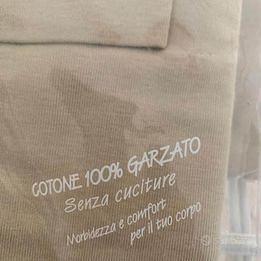 COTONE 100% GARZATO
Senza cuciture
Morbidezza e comfort
per il tuo corpo